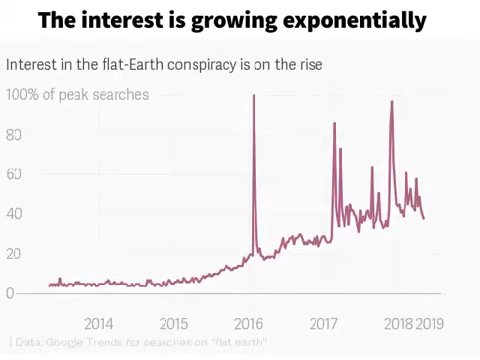 The interest is growing exponentially
Interest in the flat-Earth conspiracy is on the rise
100% of peak searches
80
60
40
20
0
2014 2015 2016 2017 2018 2019
Data: Google Trends for searches on "flat earth"